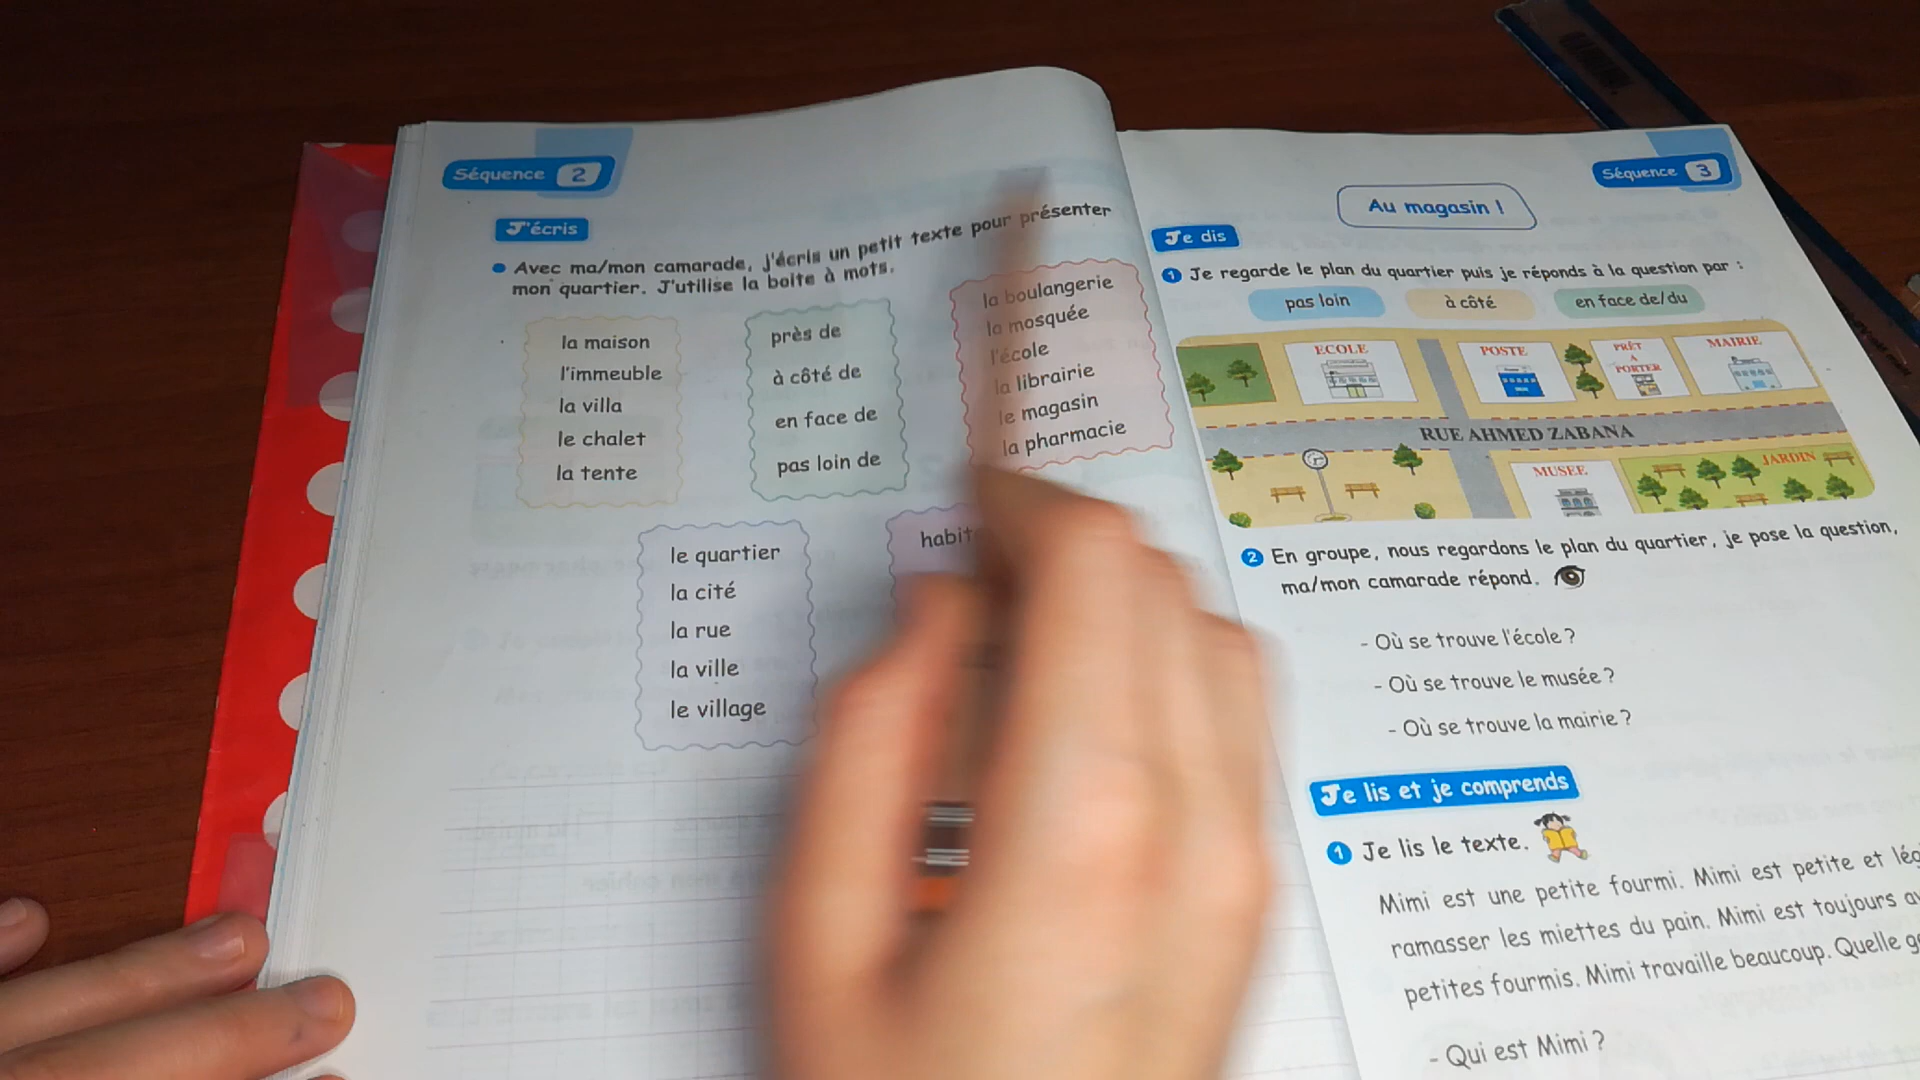 Séquence 2
J'écris
Avec ma/mon camarade, j'écris un petit texte pour présenter
mon quartier. J'utilise la boite à mots.
la maison
l'immeuble
la villa
le chalet
la tente
près de
à côté de
en face de
pas loin de
la boulangerie
la mosquée
l'école
la librairie
le magasin
la pharmacie
le quartier
la cité
la rue
la ville
le village
Séquence 3
Au magasin !
Je dis
1 Je regarde le plan du quartier puis je réponds à la question par :
pas loin
à côté
en face de/du
ECOLE
POSTE
PRÊT
A
PORTER
MAIRIE
RUE AHMED ZABANA
MUSEE
JARDIN
2 En groupe, nous regardons le plan du quartier, je pose la question,
ma/mon camarade répond.
- Où se trouve l'école ?
- Où se trouve le musée ?
- Où se trouve la mairie ?
Je lis et je comprends
1 Je lis le texte.
Mimi est une petite fourmi. Mimi est petite et
ramasser les miettes du pain. Mimi est toujours
petites fourmis. Mimi travaille beaucoup. Quelle
- Qui est Mimi ?